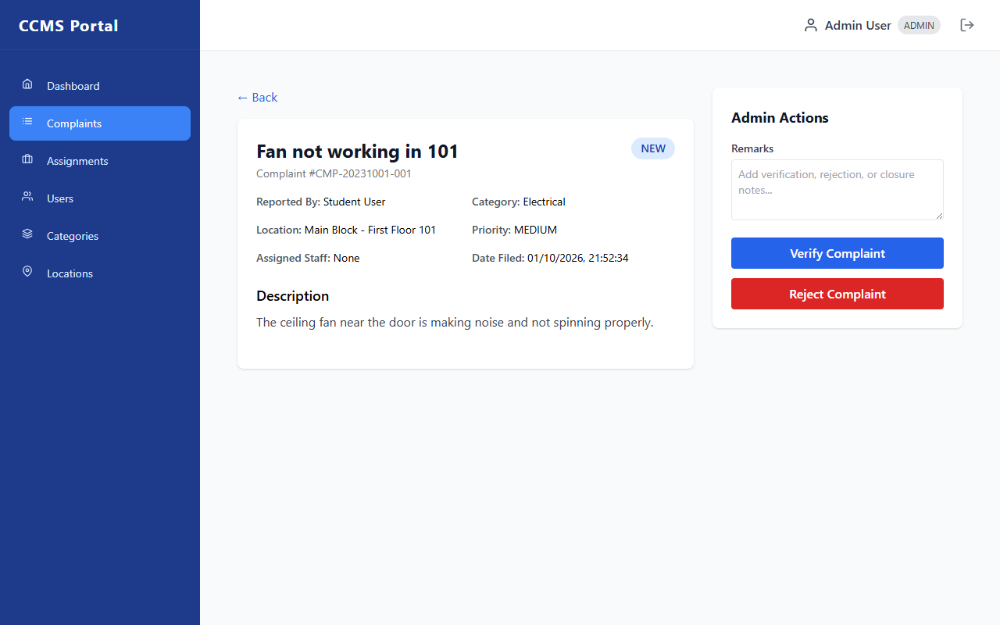 CCMS Portal
Admin User
ADMIN
Dashboard
Complaints
Assignments
Users
Categories
Locations
← Back
Fan not working in 101
NEW
Complaint #CMP-20231001-001
Reported By: Student User
Category: Electrical
Location: Main Block - First Floor 101
Priority: MEDIUM
Assigned Staff: None
Date Filed: 01/10/2026, 21:52:34
Description
The ceiling fan near the door is making noise and not spinning properly.
Admin Actions
Remarks
Add verification, rejection, or closure
notes...
Verify Complaint
Reject Complaint